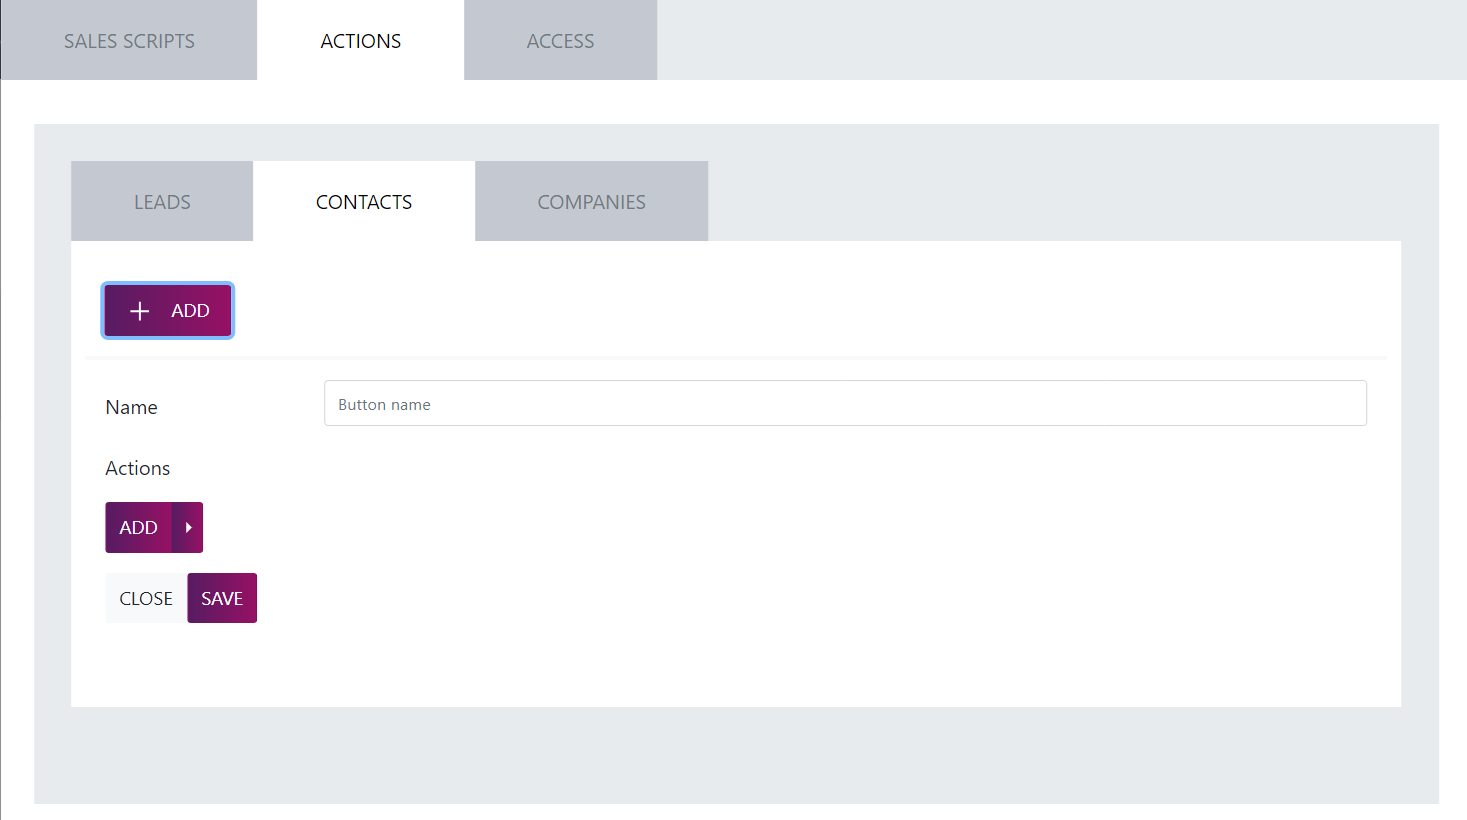 SALES SCRIPTS ACTIONS ACCESS
LEADS CONTACTS COMPANIES
ADD
Name Button name
Actions
ADD
CLOSE SAVE